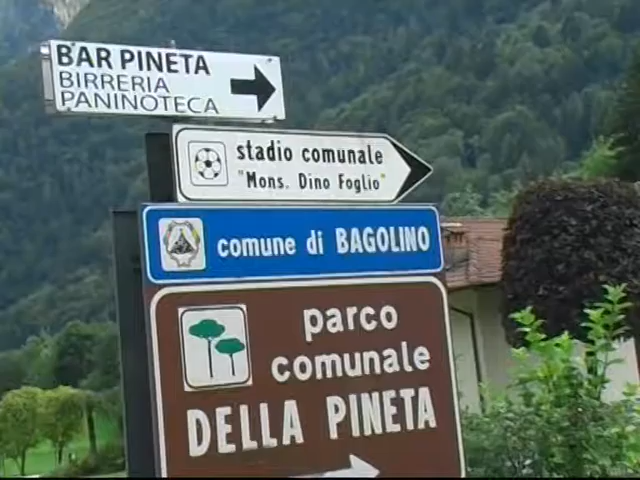 BAR PINETA
BIRRERIA
PANINOTECA
stadio comunale
"Mons. Dino Foglio"
comune di BAGOLINO
parco
comunale
DELLA PINETA